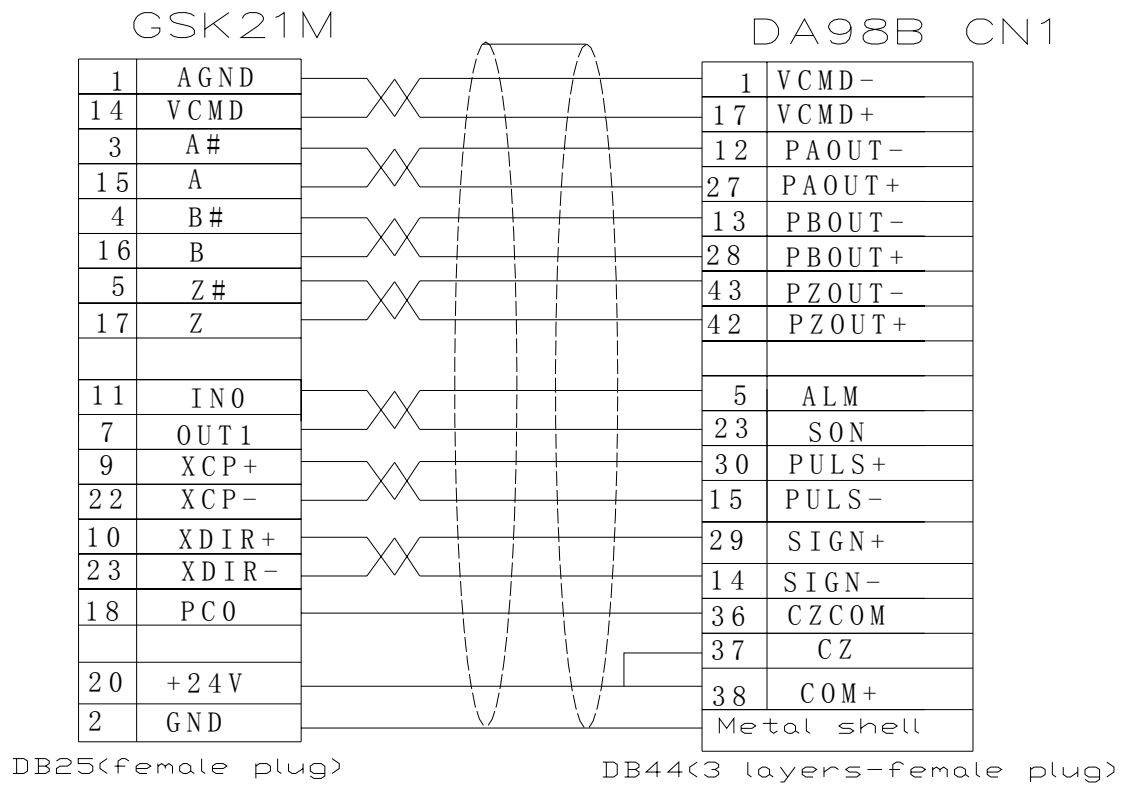 GSK21M
DA98B CN1
1 AGND 1 VCMD-
14 VCMD 17 VCMD+
3 A# 12 PAOUT-
15 A 27 PAOUT+
4 B# 13 PBOUT-
16 B 28 PBOUT+
5 Z# 43 PZOUT-
17 Z 42 PZOUT+
11 IN0 5 ALM
7 OUT1 23 SON
9 XCP+ 30 PULS+
22 XCP- 15 PULS-
10 XDIR+ 29 SIGN+
23 XDIR- 14 SIGN-
18 PC0 36 CZCOM
37 CZ
20 +24V 38 COM+
2 GND Metal shell
DB25(female plug)
DB44(3 layers-female plug)